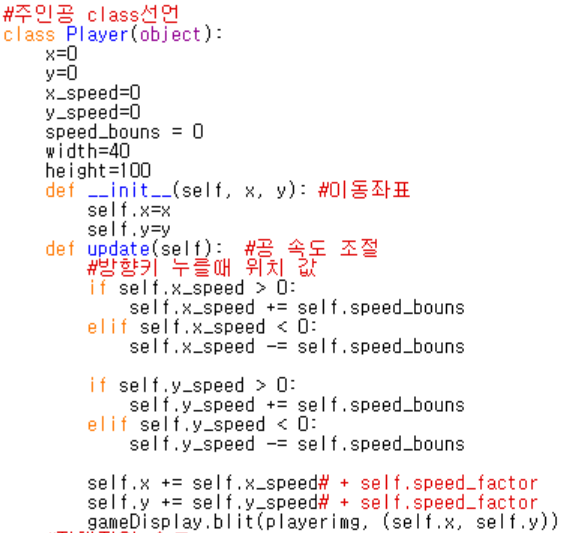 #주인공 class선언
class Player(object):
    x=0
    y=0
    x_speed=0
    y_speed=0
    speed_bouns = 0
    width=40
    height=100
    def __init__(self, x, y): #이동좌표
        self.x=x
        self.y=y
    def update(self):  #공 속도 조절
        #방향키 누를때 위치 값
        if self.x_speed > 0:
            self.x_speed += self.speed_bouns
        elif self.x_speed < 0:
            self.x_speed -= self.speed_bouns
        if self.y_speed > 0:
            self.y_speed += self.speed_bouns
        elif self.y_speed < 0:
            self.y_speed -= self.speed_bouns
        self.x += self.x_speed# + self.speed_factor
        self.y += self.y_speed# + self.speed_factor
        gameDisplay.blit(playerimg, (self.x, self.y))